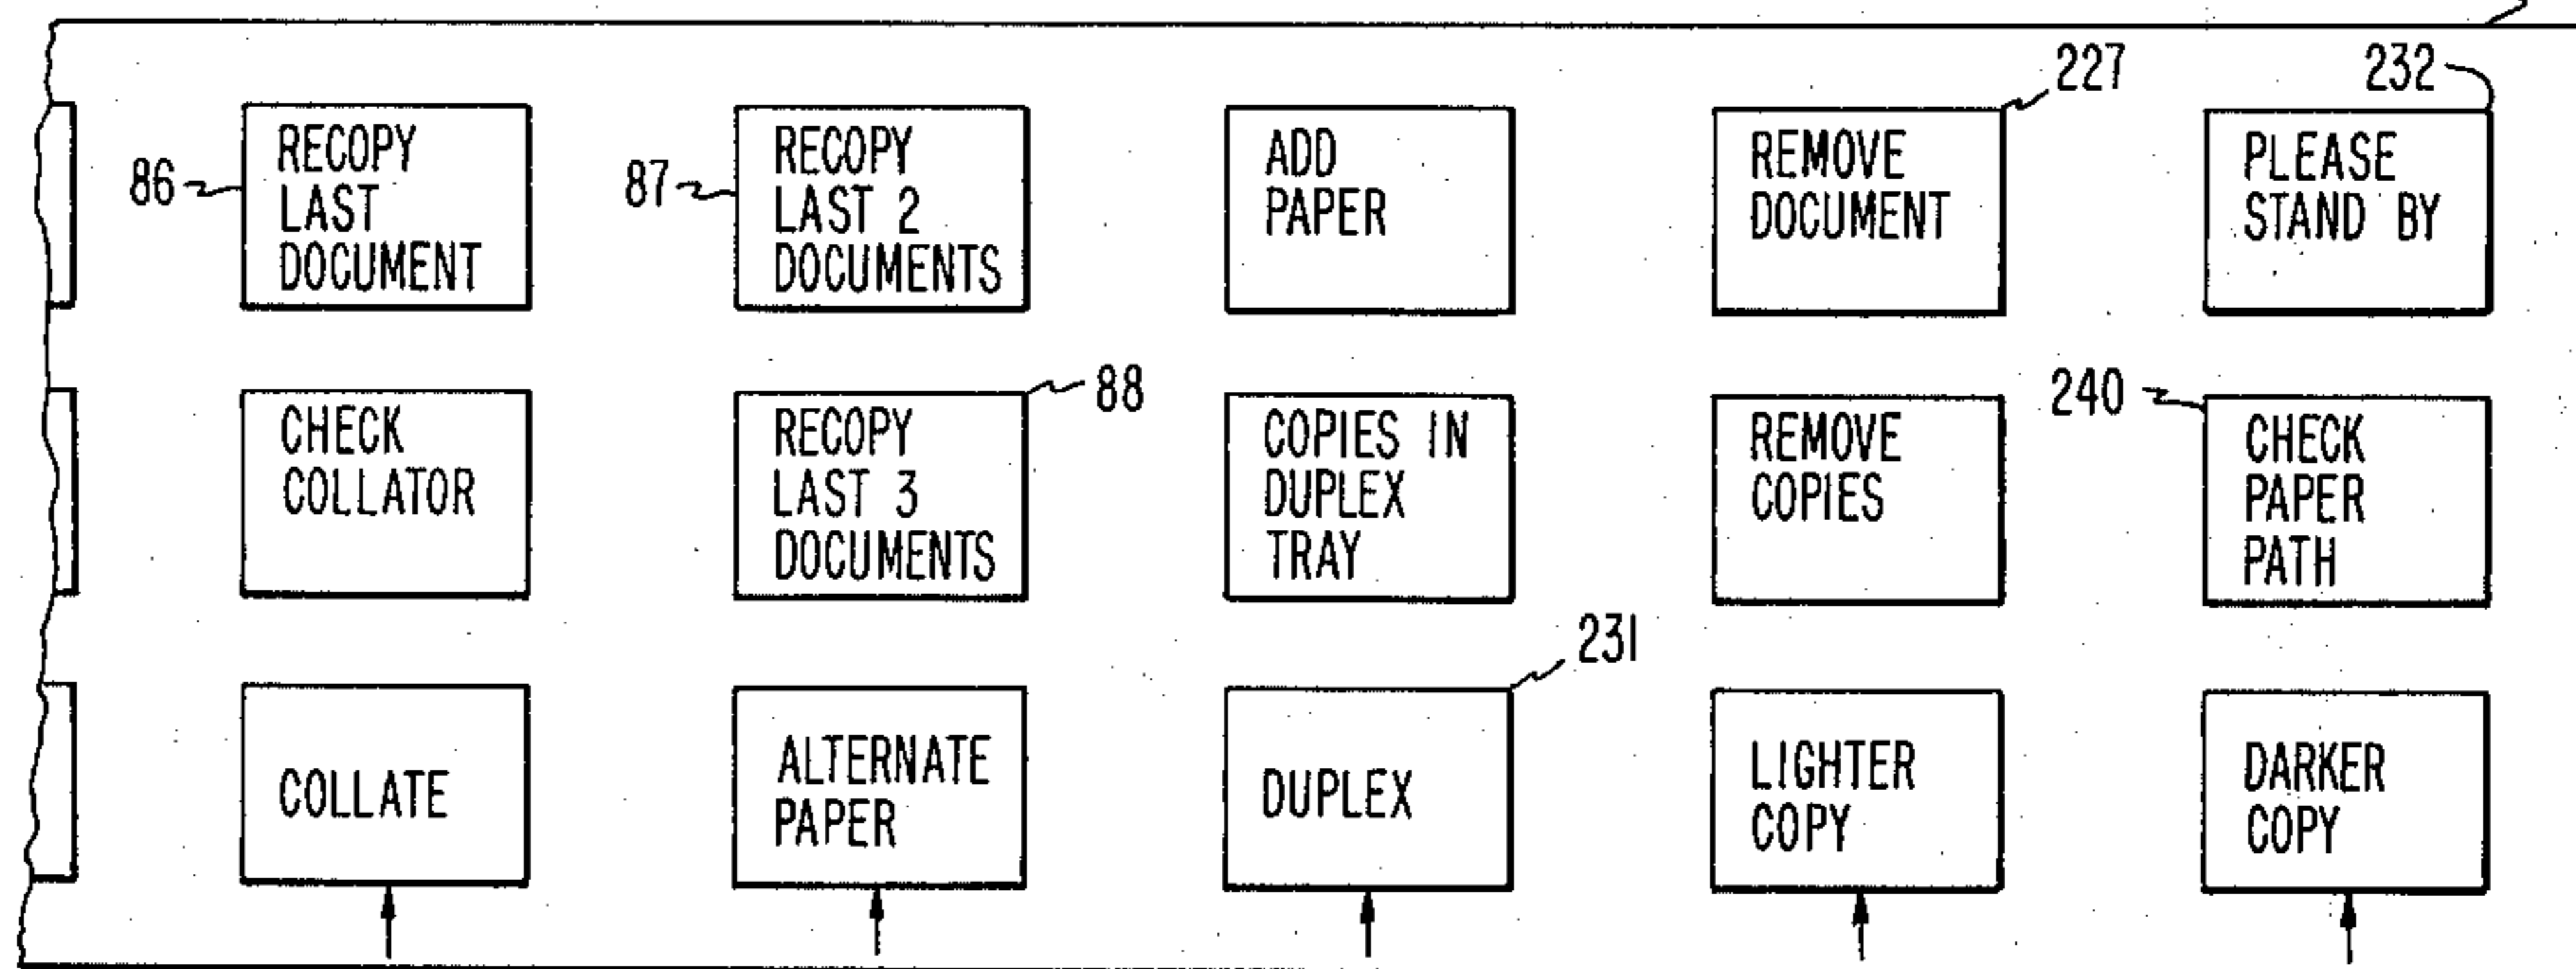 227
232
86
RECOPY
LAST
DOCUMENT
87
RECOPY
LAST 2
DOCUMENTS
ADD
PAPER
REMOVE
DOCUMENT
PLEASE
STAND BY
CHECK
COLLATOR
RECOPY
LAST 3
DOCUMENTS
88
COPIES IN
DUPLEX
TRAY
REMOVE
COPIES
240
CHECK
PAPER
PATH
231
COLLATE
ALTERNATE
PAPER
DUPLEX
LIGHTER
COPY
DARKER
COPY